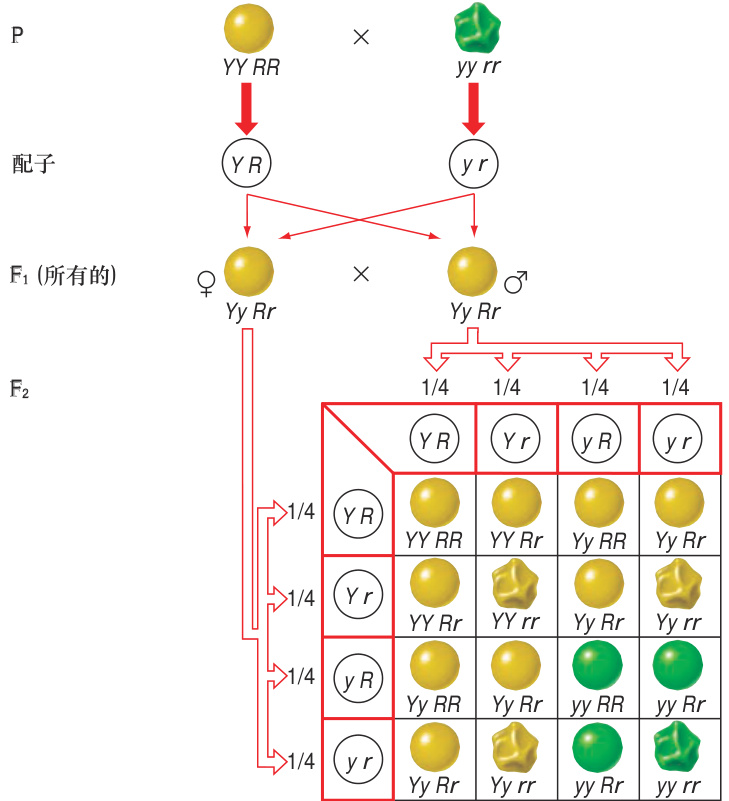 P × 
YY RR yy rr
配子 Y R y r
F₁ (所有的) ♀ × ♂
Yy Rr Yy Rr
F₂ 1/4 1/4 1/4 1/4
Y R Y r y R y r
1/4 Y R
YY RR YY Rr Yy RR Yy Rr
1/4 Y r
YY Rr YY rr Yy Rr Yy rr
1/4 y R
Yy RR Yy Rr yy RR yy Rr
1/4 y r
Yy Rr Yy rr yy Rr yy rr